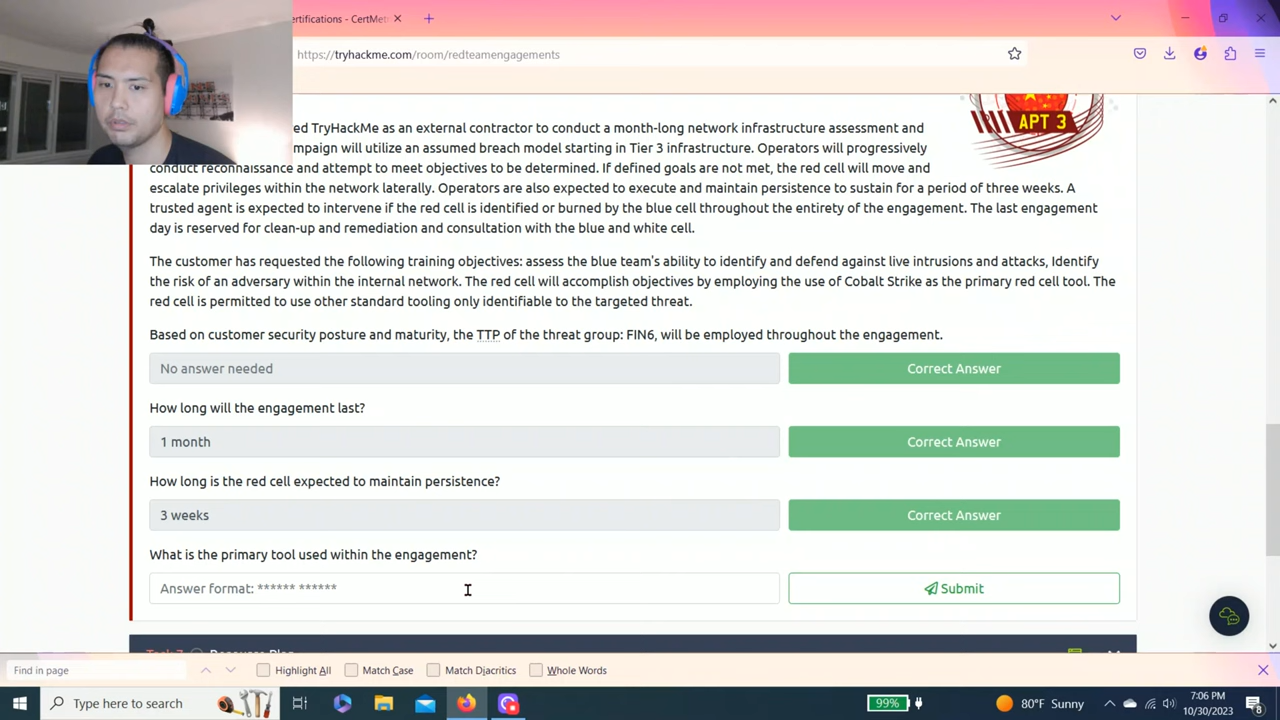 ertifications - CertMet
https://tryhackme.com/room/redteamengagements
APT 3
ed TryHackMe as an external contractor to conduct a month-long network infrastructure assessment and
mpaign will utilize an assumed breach model starting in Tier 3 infrastructure. Operators will progressively
conduct reconnaissance and attempt to meet objectives to be determined. If defined goals are not met, the red cell will move and
escalate privileges within the network laterally. Operators are also expected to execute and maintain persistence to sustain for a period of three weeks. A
trusted agent is expected to intervene if the red cell is identified or burned by the blue cell throughout the entirety of the engagement. The last engagement
day is reserved for clean-up and remediation and consultation with the blue and white cell.
The customer has requested the following training objectives: assess the blue team's ability to identify and defend against live intrusions and attacks, Identify
the risk of an adversary within the internal network. The red cell will accomplish objectives by employing the use of Cobalt Strike as the primary red cell tool. The
red cell is permitted to use other standard tooling only identifiable to the targeted threat.
Based on customer security posture and maturity, the TTP of the threat group: FIN6, will be employed throughout the engagement.
No answer needed Correct Answer
How long will the engagement last?
1 month Correct Answer
How long is the red cell expected to maintain persistence?
3 weeks Correct Answer
What is the primary tool used within the engagement?
Answer format: ****** ****** Submit
Find in page Highlight All Match Case Match Diacritics Whole Words
Type here to search 99% 80°F Sunny 7:06 PM
10/30/2023 8